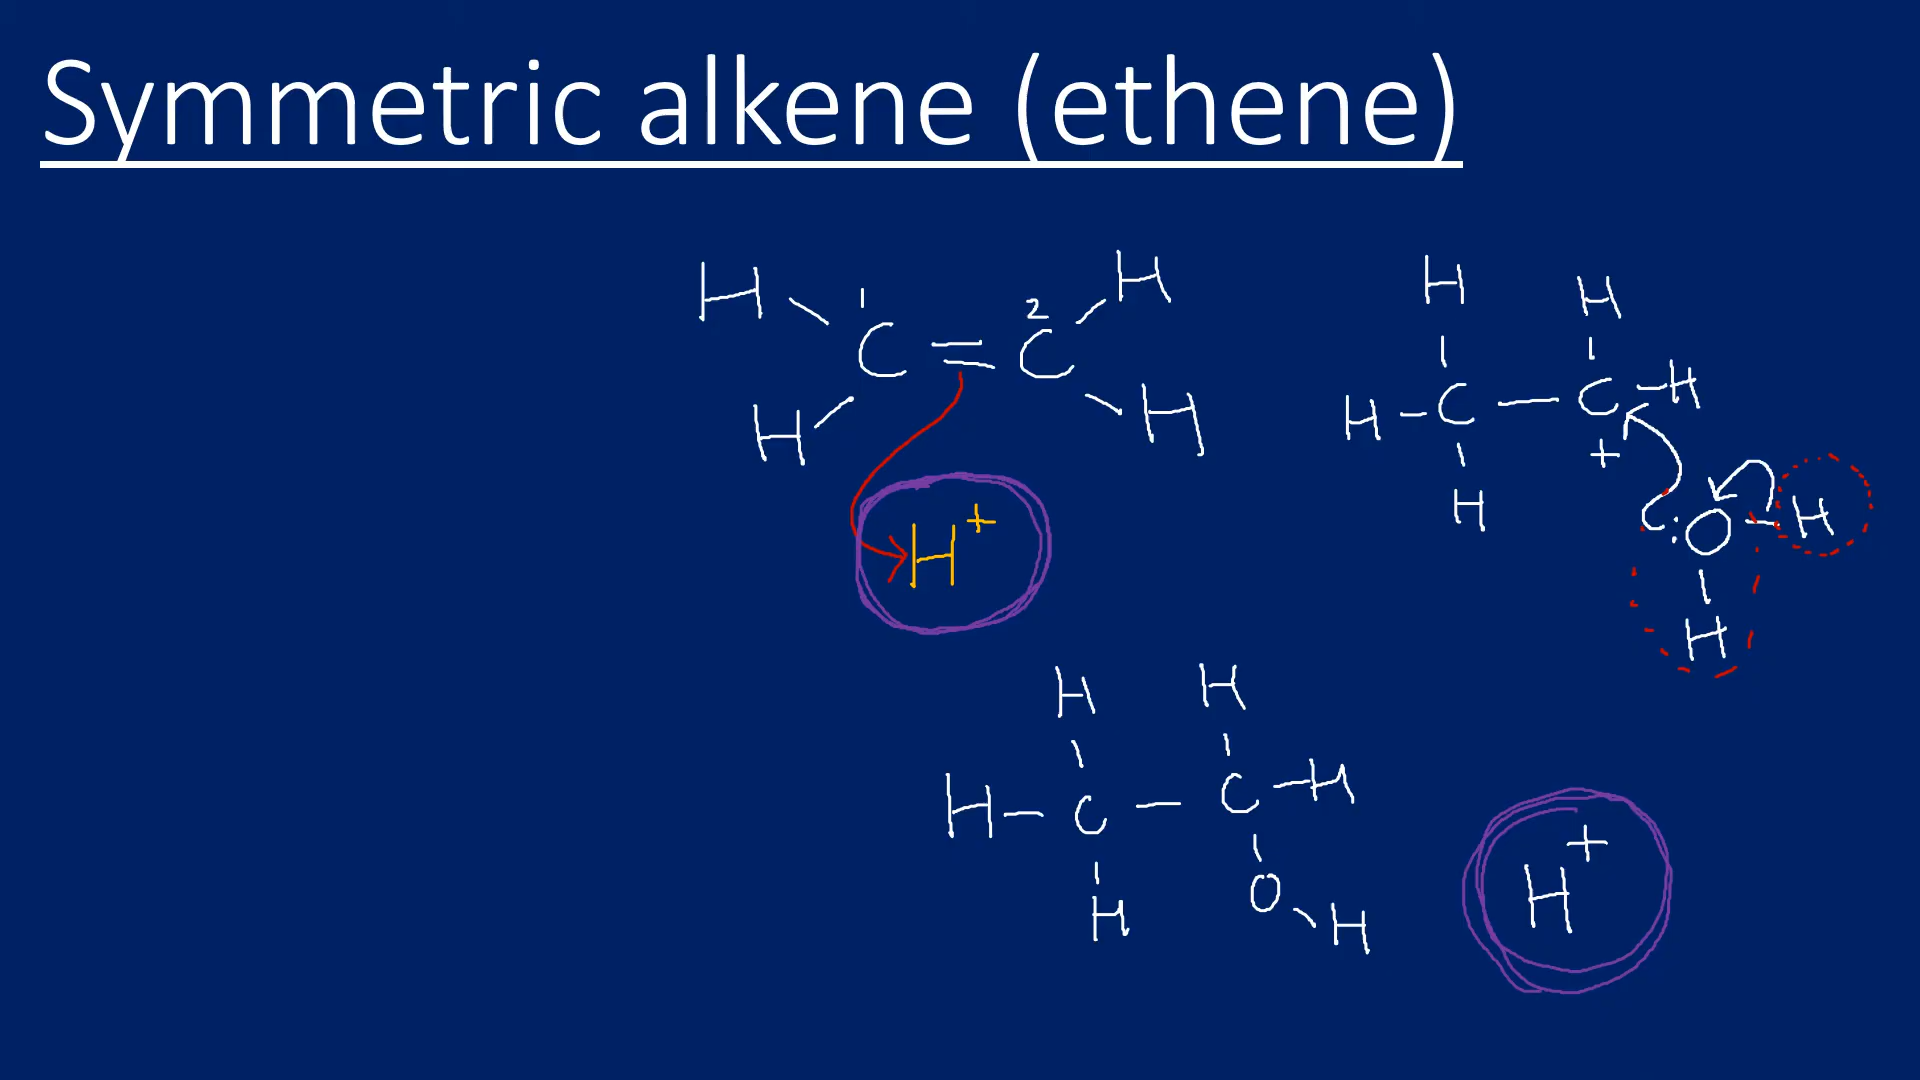 Symmetric alkene (ethene)
H 1 2 H
C = C
H H
H +
H H
H - C - C - H
+
H
: O - H
H
H H
H - C - C - H
H O H
H +